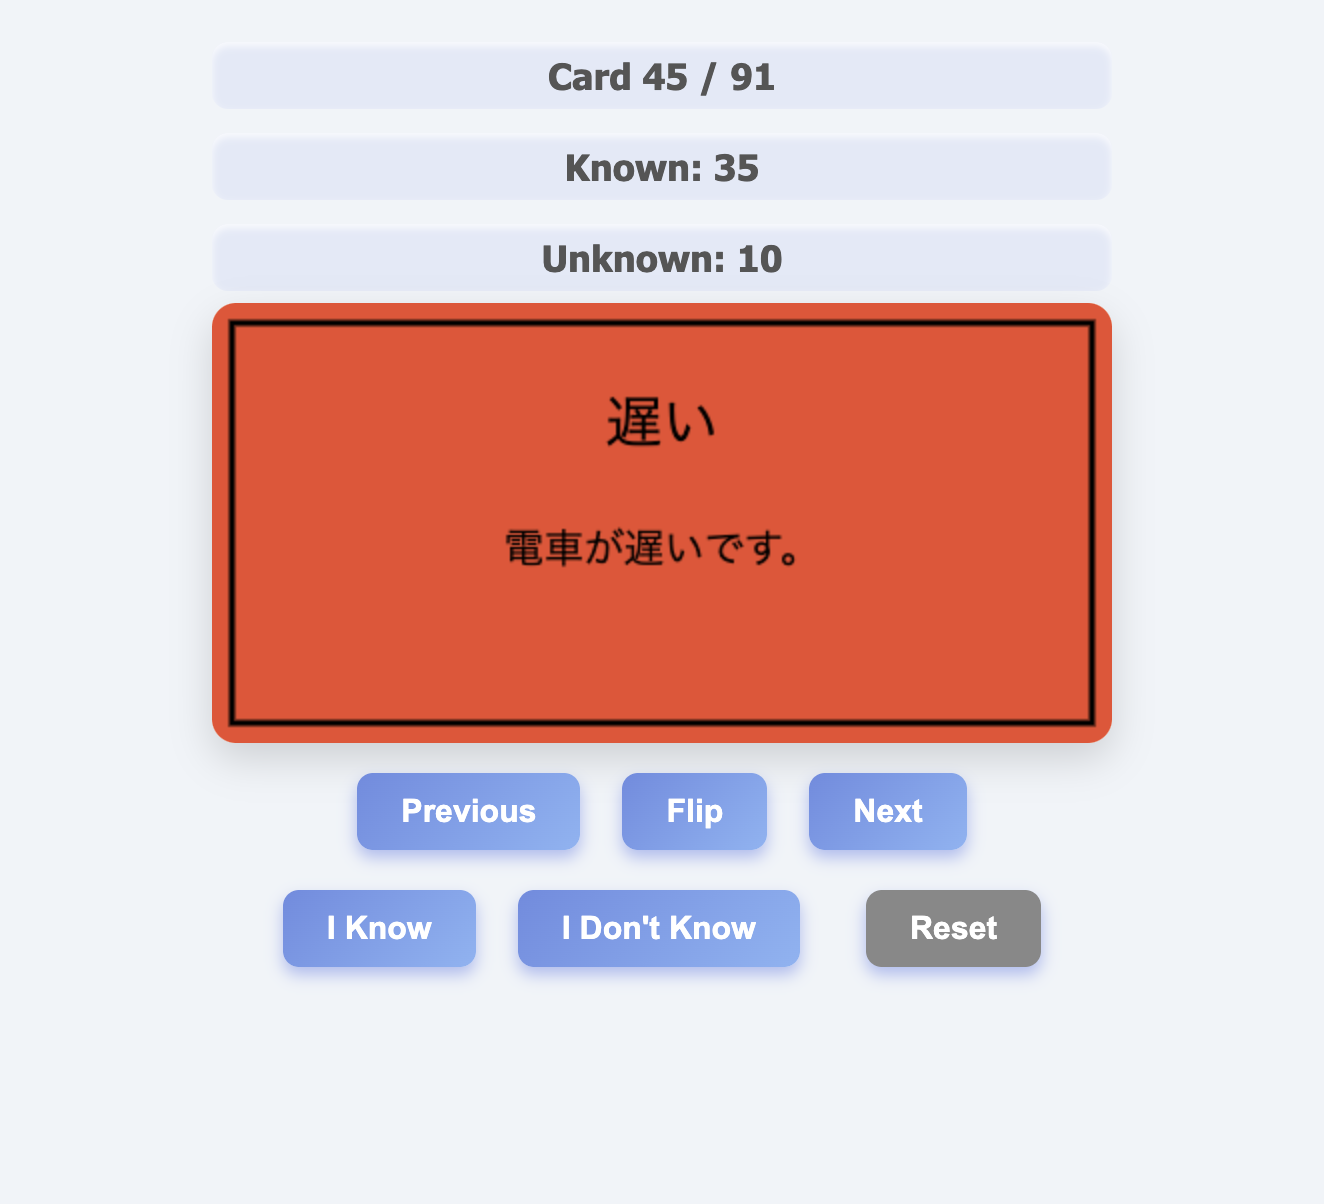 Card 45 / 91
Known: 35
Unknown: 10
遅い
電車が遅いです。
Previous Flip Next
I Know I Don't Know Reset